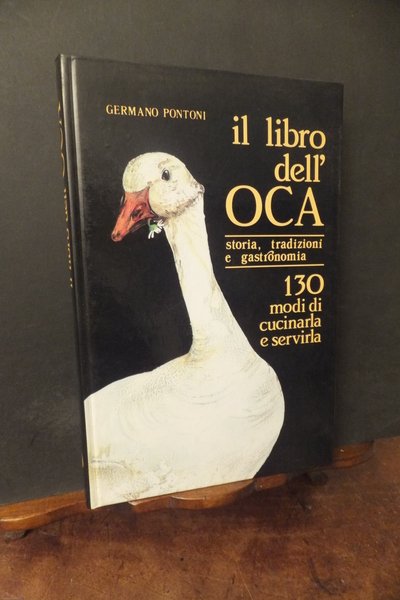 GERMANO PONTONI
il libro
dell'
OCA
storia, tradizioni
e gastronomia
130
modi di
cucinarla
e servirla